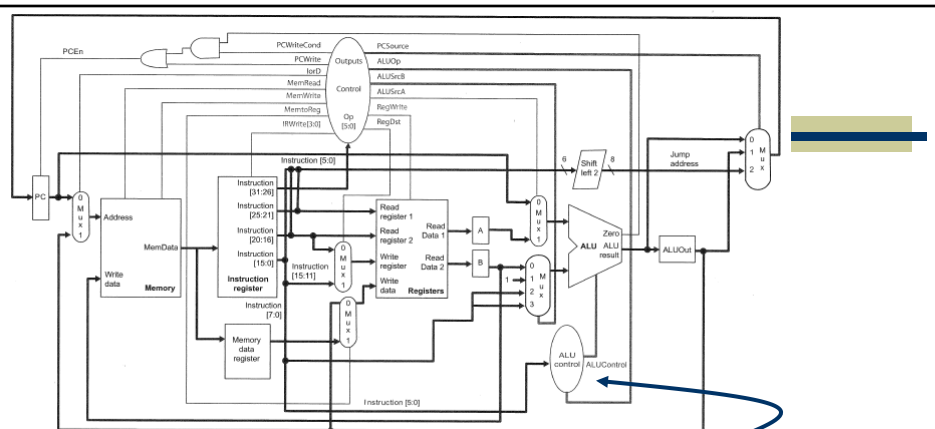 PCEn
PCWriteCond
PCWrite
IorD
MemRead
MemWrite
MemtoReg
IRWrite[3:0]
Outputs
Control
Op
[5:0]
PCSource
ALUOp
ALUSrcB
ALUSrcA
RegWrite
RegDst
Instruction [5:0]
6
Shift
left 2
8
Jump
address
0
1
2
M
u
x
PC
0
M
u
x
1
Address
MemData
Write
data
Memory
Instruction
[31:26]
Instruction
[25:21]
Instruction
[20:16]
Instruction
[15:0]
Instruction
register
Instruction
[15:11]
Instruction
[7:0]
Memory
data
register
0
M
u
x
1
0
M
u
x
1
Read
register 1
Read
register 2
Write
register
Write
data
Read
Data 1
Read
Data 2
Registers
A
B
0
M
u
x
1
1
0
1
2
3
M
u
x
Zero
ALU
ALU
result
ALUOut
ALU
control
ALUControl
Instruction [5:0]